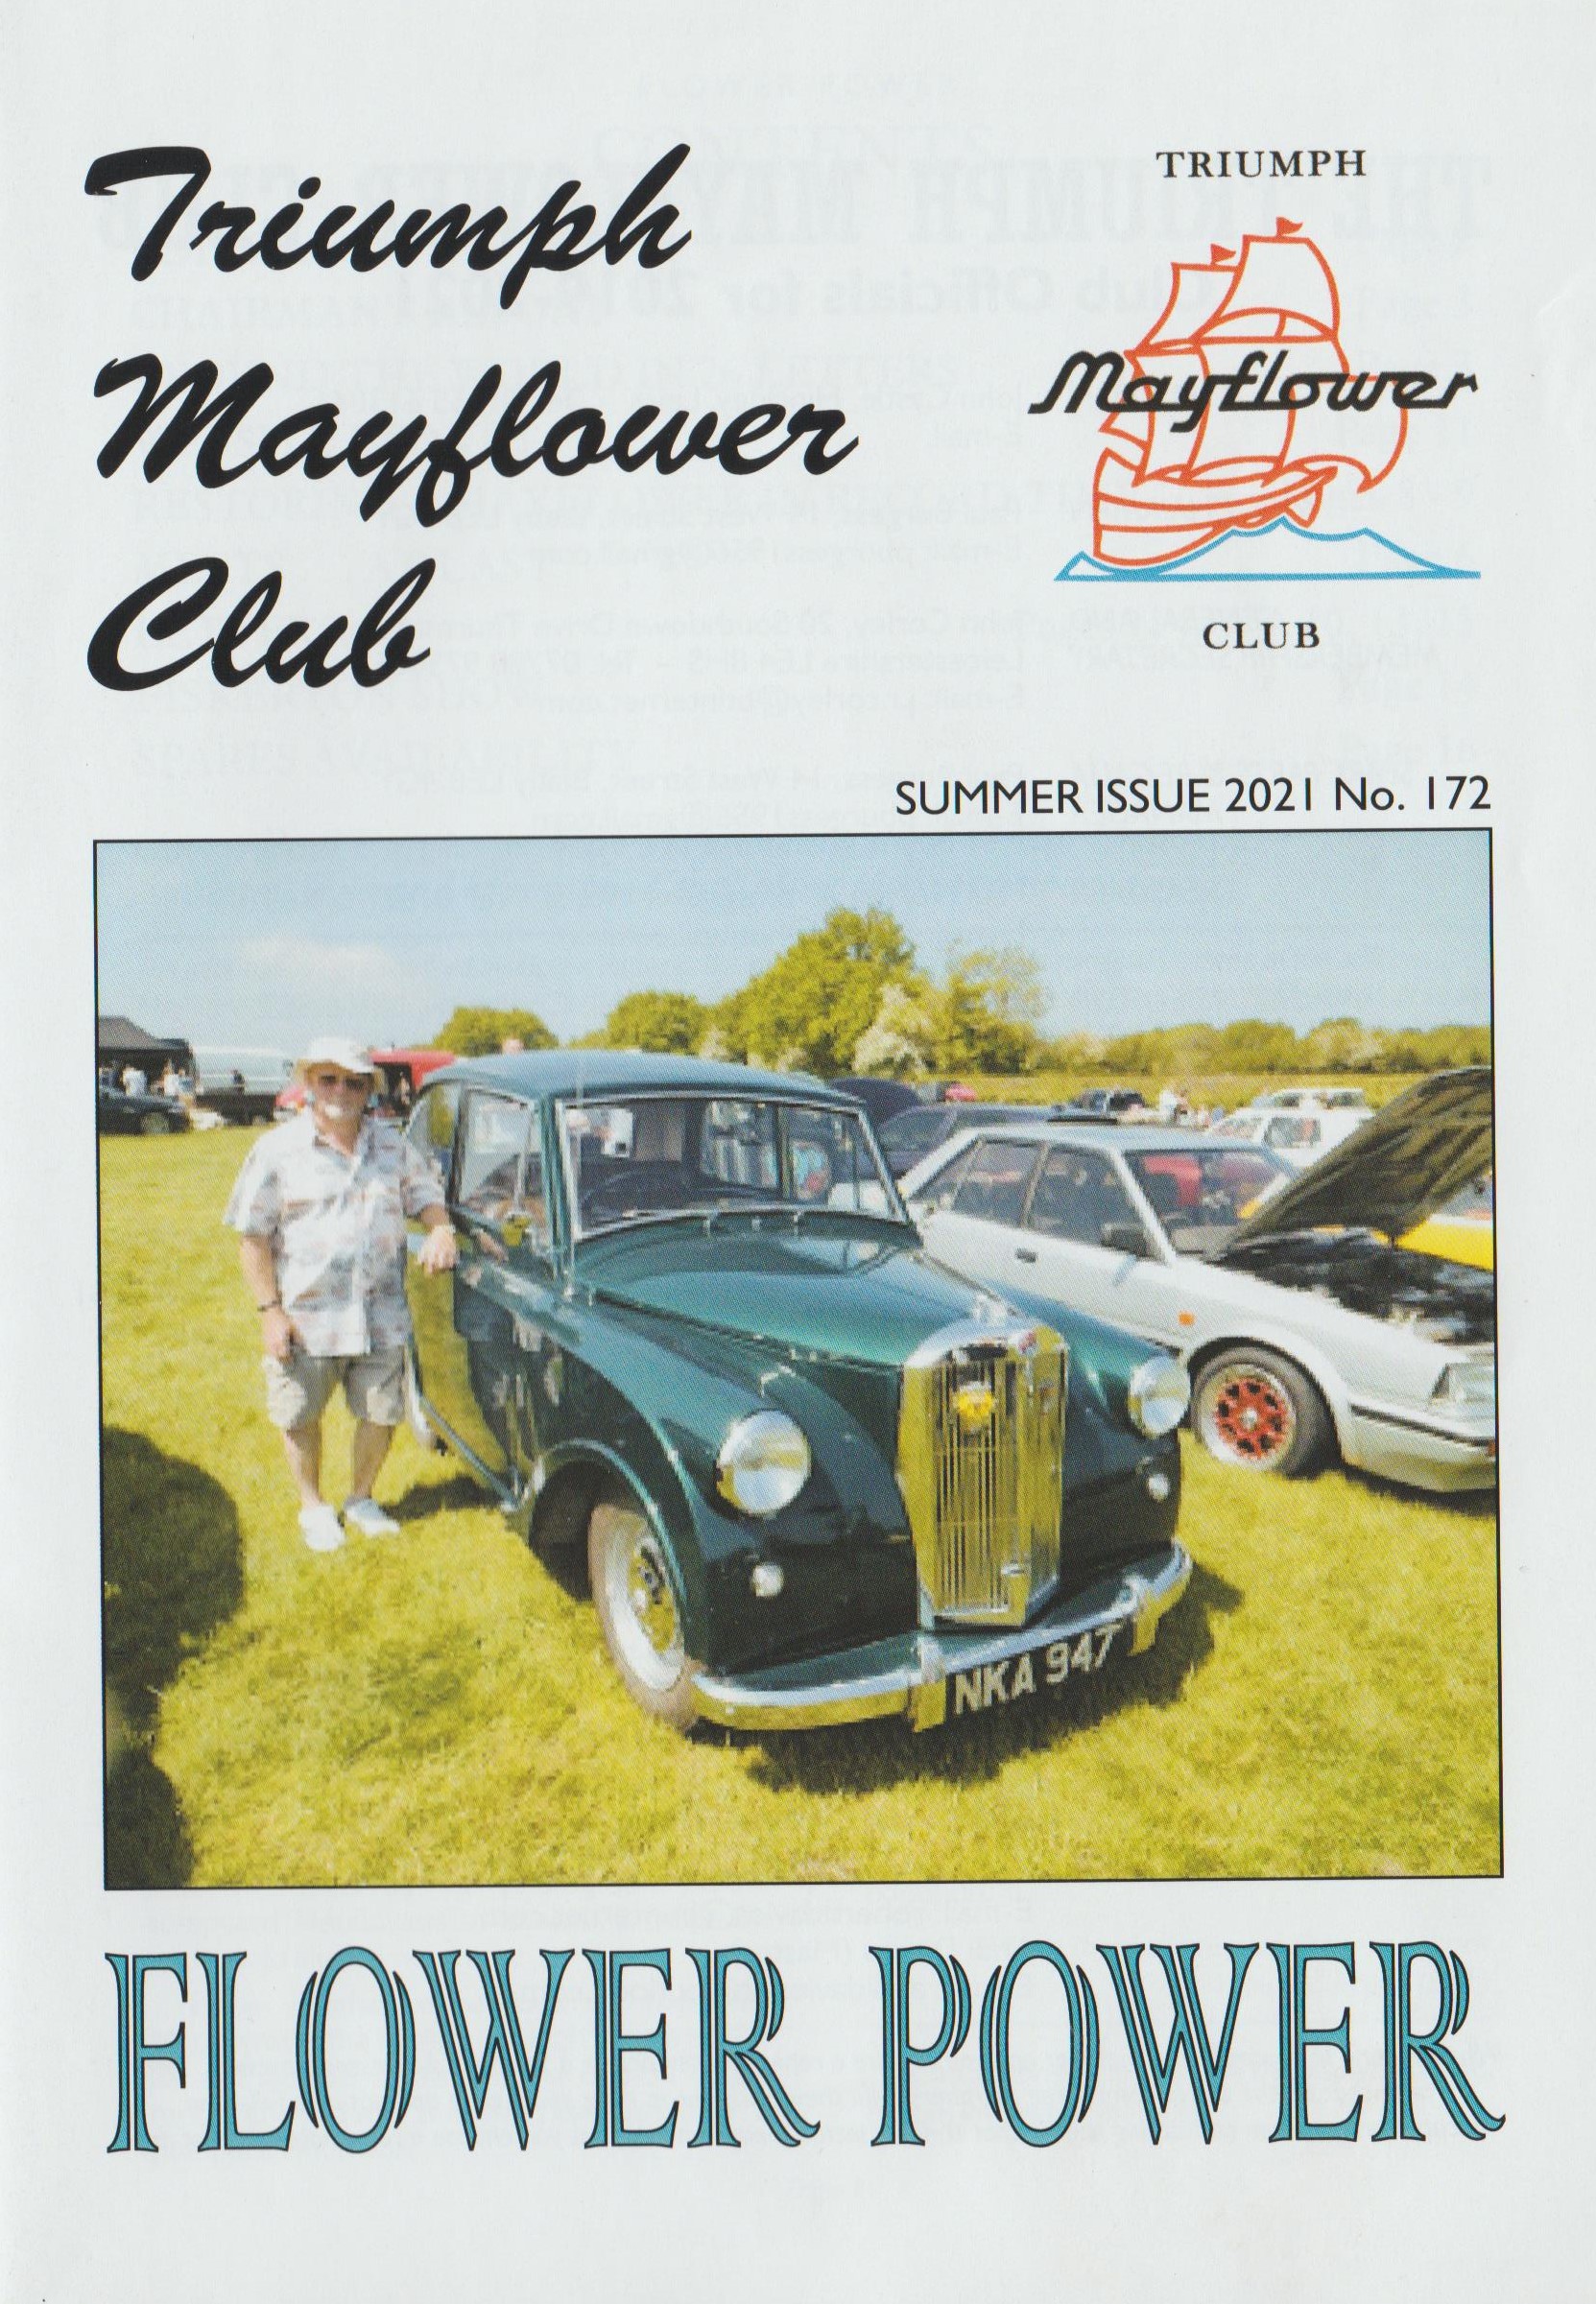 Triumph
Mayflower
Club
TRIUMPH
Mayflower
CLUB
SUMMER ISSUE 2021 No. 172
NKA 947
FLOWER POWER